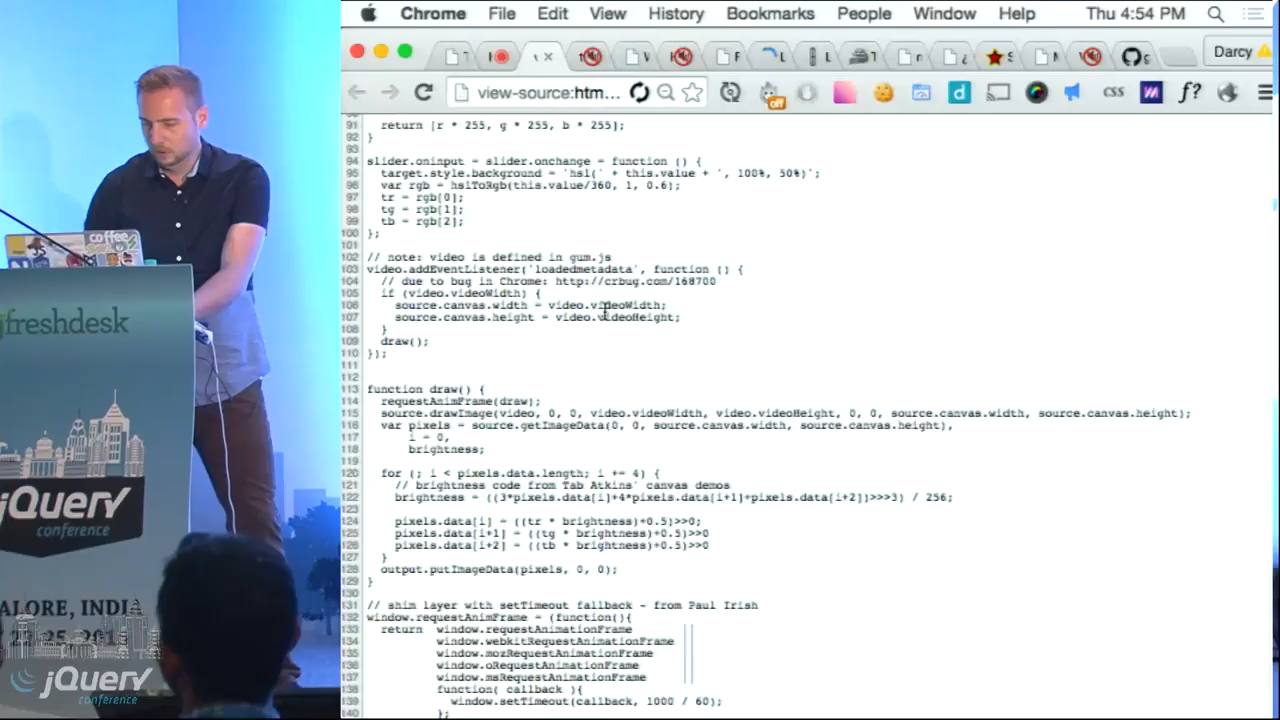 Chrome File Edit View History Bookmarks People Window Help Thu 4:54 PM
Darcy
view-source:htm...
off
CSS
f?
91 return [r * 255, g * 255, b * 255];
92 }
93
94 slider.oninput = slider.onchange = function () {
95 target.style.background = 'hsl(' + this.value + ', 100%, 50%)';
96 var rgb = hslToRgb(this.value/360, 1, 0.6);
97 tr = rgb[0];
98 tg = rgb[1];
99 tb = rgb[2];
100 };
101
102 // note: video is defined in gum.js
103 video.addEventListener('loadedmetadata', function () {
104 // due to bug in Chrome: http://crbug.com/168700
105 if (video.videoWidth) {
106 source.canvas.width = video.videoWidth;
107 source.canvas.height = video.videoHeight;
108 }
109 draw();
110 });
111
112
113 function draw() {
114 requestAnimFrame(draw);
115 source.drawImage(video, 0, 0, video.videoWidth, video.videoHeight, 0, 0, source.canvas.width, source.canvas.height);
116 var pixels = source.getImageData(0, 0, source.canvas.width, source.canvas.height),
117 i = 0,
118 brightness;
119
120 for (; i < pixels.data.length; i += 4) {
121 // brightness code from Tab Atkins' canvas demos
122 brightness = ((3*pixels.data[i]+4*pixels.data[i+1]+pixels.data[i+2])>>>3) / 256;
123
124 pixels.data[i] = ((tr * brightness)+0.5)>>0;
125 pixels.data[i+1] = ((tg * brightness)+0.5)>>0
126 pixels.data[i+2] = ((tb * brightness)+0.5)>>0
127 }
128 output.putImageData(pixels, 0, 0);
129 }
130
131 // shim layer with setTimeout fallback - from Paul Irish
132 window.requestAnimFrame = (function(){
133 return window.requestAnimationFrame ||
134 window.webkitRequestAnimationFrame ||
135 window.mozRequestAnimationFrame ||
136 window.oRequestAnimationFrame ||
137 window.msRequestAnimationFrame ||
138 function( callback ){
139 window.setTimeout(callback, 1000 / 60);
140 };
coffee
freshdesk
jQuery
conference
ALORE, INDIA
jQuery
conference